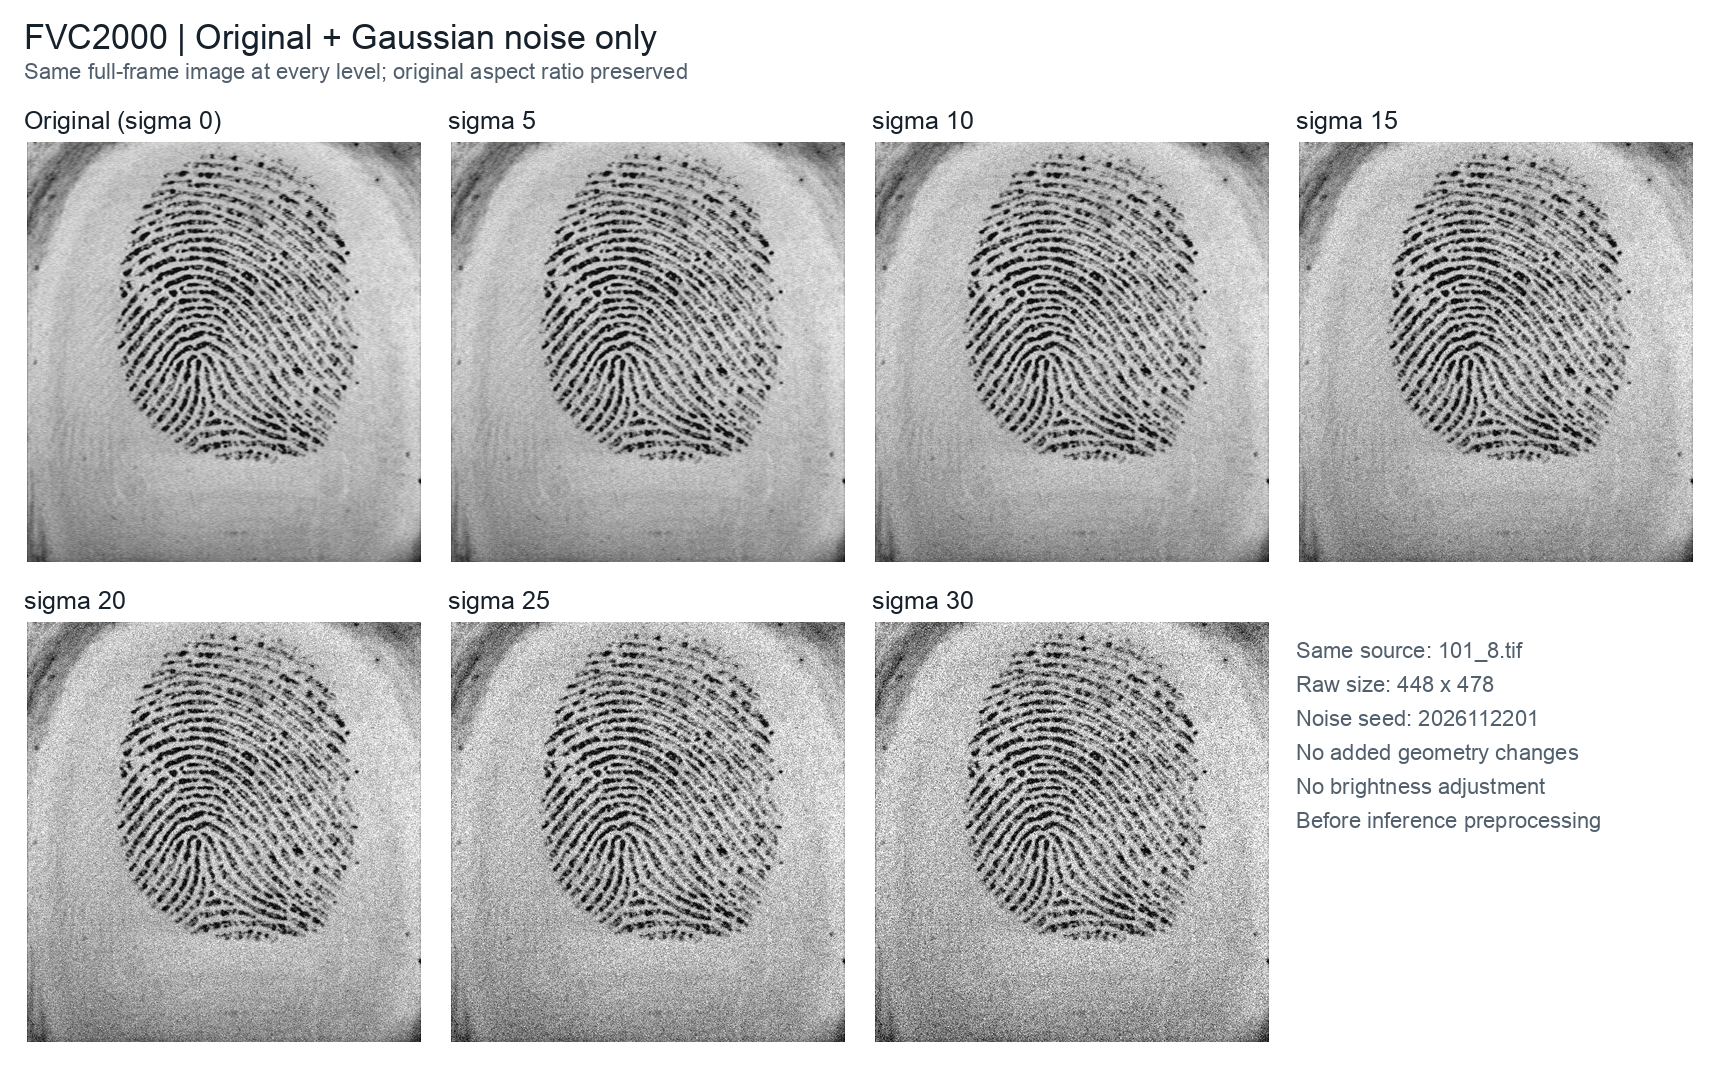 FVC2000 | Original + Gaussian noise only
Same full-frame image at every level; original aspect ratio preserved
Original (sigma 0)
sigma 5
sigma 10
sigma 15
sigma 20
sigma 25
sigma 30
Same source: 101_8.tif
Raw size: 448 x 478
Noise seed: 2026112201
No added geometry changes
No brightness adjustment
Before inference preprocessing